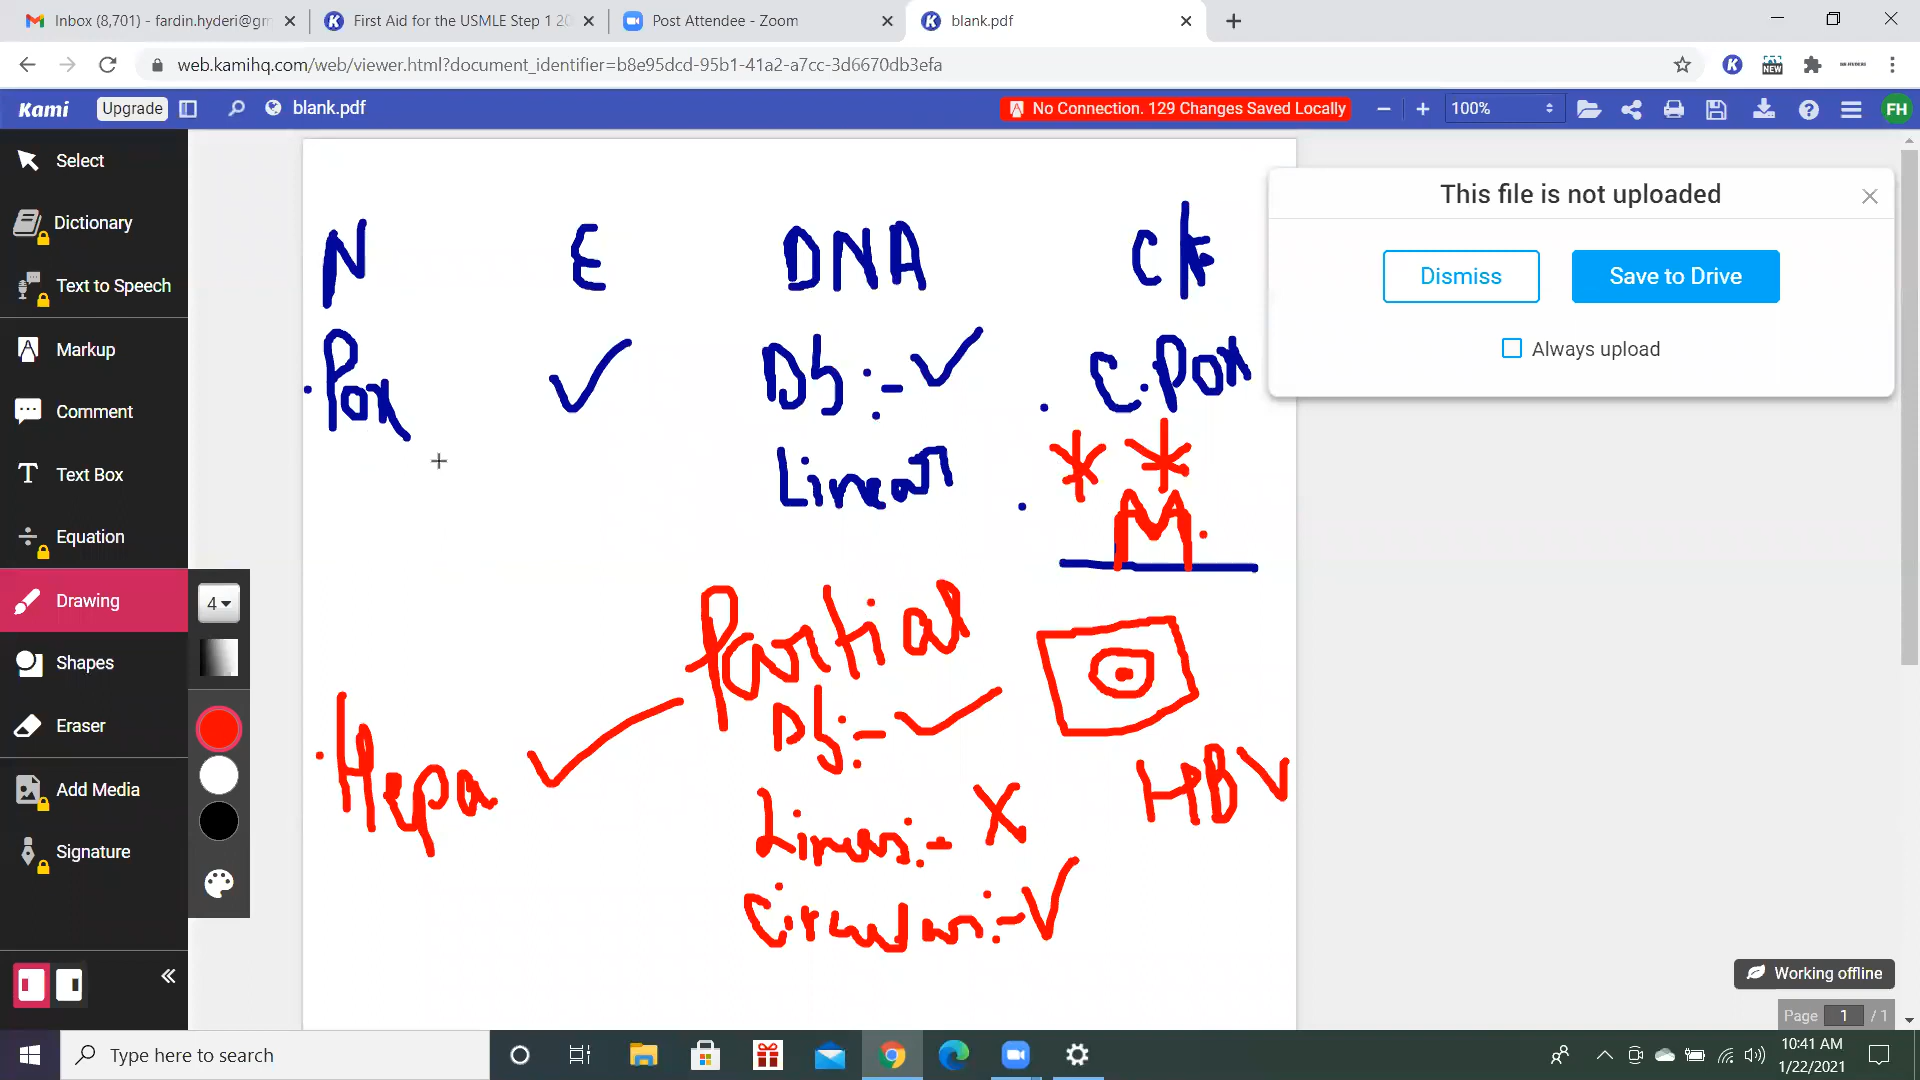 Inbox (8,701) - fardin.hyderi@gm
First Aid for the USMLE Step 1 20
Post Attendee - Zoom
blank.pdf
web.kamihq.com/web/viewer.html?document_identifier=b8e95dcd-95b1-41a2-a7cc-3d6670db3efa
NEW
Kami
Upgrade
blank.pdf
No Connection. 129 Changes Saved Locally
100%
FH
Select
Dictionary
Text to Speech
Markup
Comment
Text Box
Equation
Drawing
Shapes
Eraser
Add Media
Signature
4
This file is not uploaded
Dismiss
Save to Drive
Always upload
N E DNA
.Pox ✓ Ds :- ✓ C.Pox
Linear
M.
Partial
.Hepa ✓ Ds:- ✓ HBV
Linear:- X
Circular:- ✓
Working offline
Page 1 / 1
Type here to search
10:41 AM
1/22/2021